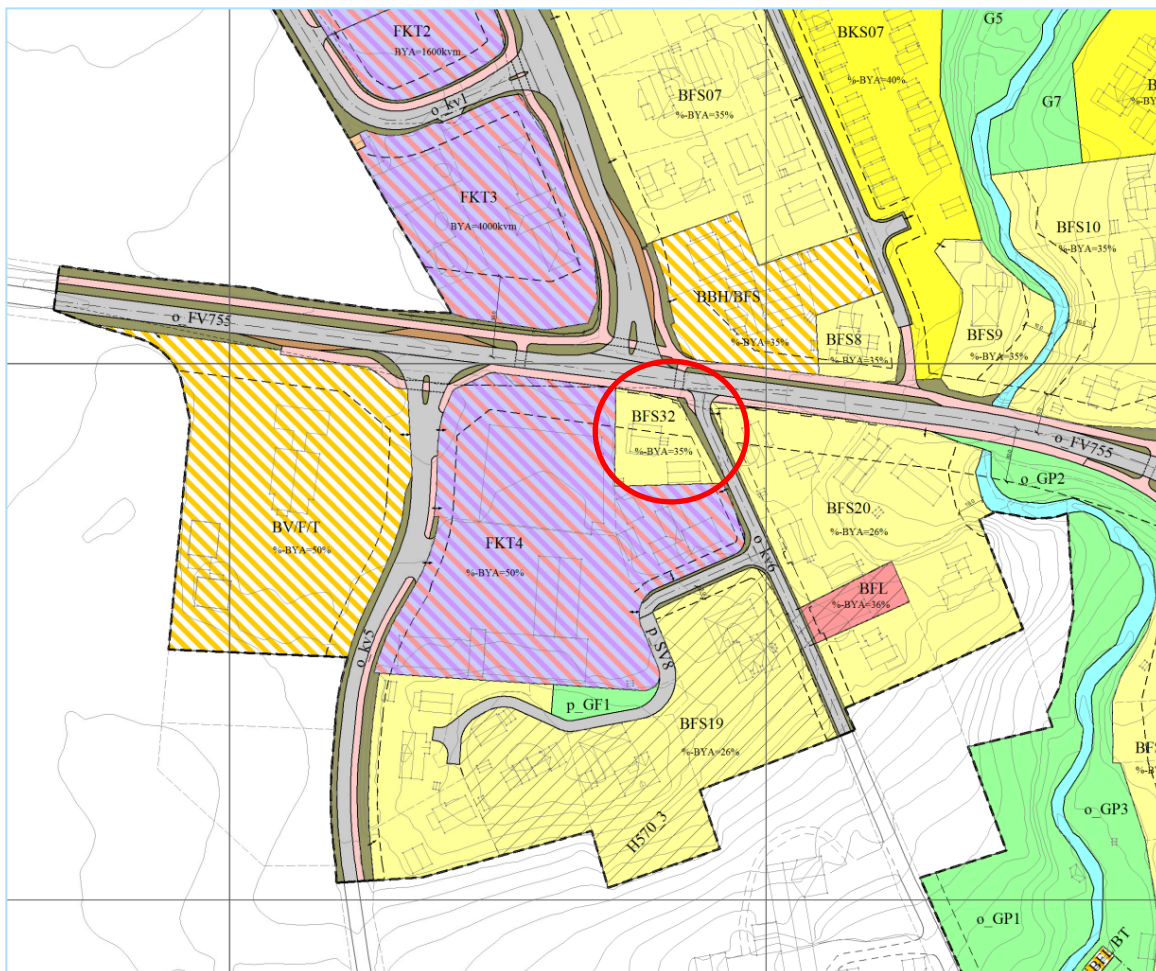 FKT2
BYA=1600kvm
o_kv1
BFS07
%-BYA=35%
BKS07
%-BYA=40%
G5
G7
FKT3
BYA=4000kvm
BFS10
%-BYA=35%
BBH/BFS
%-BYA=35%
BFS8
%-BYA=35%
BFS9
%-BYA=35%
o_FV755
BFS32
%-BYA=35%
o_FV755
o_GP2
BV/F/T
%-BYA=50%
FKT4
%-BYA=50%
BFS20
%-BYA=26%
o_kv6
BFL
%-BYA=36%
o_kv5
p_SV8
p_GF1
BFS19
%-BYA=26%
H570_3
o_GP3
o_GP1
BFL/BT